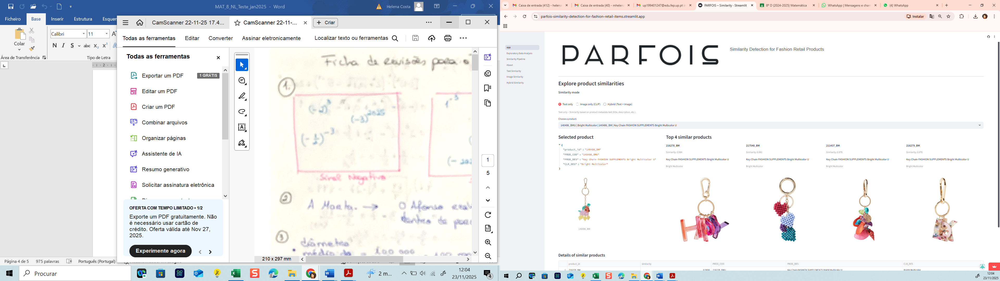 MAT_8_NL_Teste_jan2025 - Word
Helena Costa
Ficheiro
Base
Inserir
Estrutura
Esquem
Colar
Calibri
11
N I S abc x₂ x²
Área de Transferência
Tipo de Letra
CamScanner 22-11-25 17.4...
CamScanner 22-11-...
Criar
Todas as ferramentas
Editar
Converter
Assinar eletronicamente
Localizar texto ou ferramentas
Todas as ferramentas
Exportar um PDF
1 GRÁTIS
Editar um PDF
Criar um PDF
Combinar arquivos
Organizar páginas
Assistente de IA
Resumo generativo
Solicitar assinatura eletrônica
OFERTA COM TEMPO LIMITADO • 1/2
Exporte um PDF gratuitamente. Não
é necessário usar cartão de
crédito. Oferta válida até Nov 27,
2025.
Experimente agora
Ficha de revisões para o
1.
(-3)²⁰²⁵
Sinal Negativo
2
A Moeta. → O Afonso
dentro de
3
diâmetro
médio do = 100 000
210 x 297 mm
1
5
Página 4 de 5
975 palavras
Português (Portugal)
Procurar
2 m...
12:04
23/11/2025
4
Caixa de entrada (412) - helena
Caixa de entrada (40) - mhelen
up199401247@edu.fep.up.pt
PARFOIS – Similarity · Streamlit
8º D (2024-2025) Matemática
WhatsApp | Mensagens e cha
(4) WhatsApp
parfois-similarity-detection-for-fashion-retail-items.streamlit.app
Instalar
app
Exploratory Data Analysis
Similarity Pipeline
About
Text Similarity
Image Similarity
Hybrid Similarity
PARFOIS
Similarity Detection for Fashion Retail Products
Explore product similarities
Similarity mode
Text only
Image only (CLIP)
Hybrid (Text + Image)
Text only – Similarity based on product metadata text (title, description, etc.).
Choose a product:
140486_BMU | Bright Multicolor | 140486_BM | Key Chain FASHION SUPPLEMENTS Bright Multicolor U
Selected product
{
"product_id" : "140486_BM"
"PROD_COD" : "140486_BMU"
"PROD_DES" : "Key Chain FASHION SUPPLEMENTS Bright Multicolor U"
"CLR_DES" : "Bright Multicolor"
}
140486_BM
Top 4 similar products
216278_BM
Similarity: 0.984
Key Chain FASHION SUPPLEMENTS Bright Multicolor U
Bright Multicolor
217548_BM
Similarity: 0.981
Key Chain FASHION SUPPLEMENTS Bright Multicolor U
Bright Multicolor
211437_BM
Similarity: 0.978
Key Chain FASHION SUPPLEMENTS Bright Multicolor U
Bright Multicolor
216279_BM
Similarity: 0.976
Key Chain FASHION SUPPLEMENTS Bright Multicolor U
Bright Multicolor
Details of similar products
product_id
similarity
PROD_COD
PROD_DES
CLR_DES
0
216278_BM
0.9838
216278_BMU
Key Chain FASHION SUPPLEMENTS Bright Multicolor U
Bright Multicolor
12:04
23/11/2025